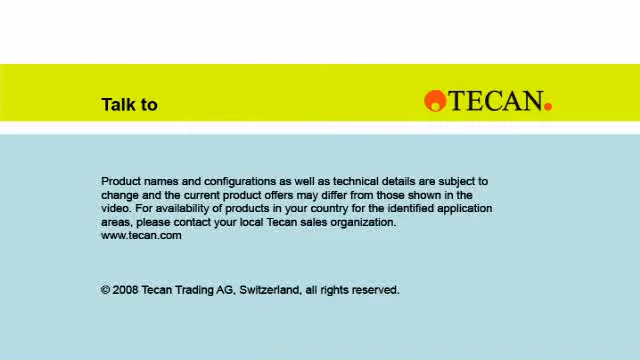 Talk to
TECAN.
Product names and configurations as well as technical details are subject to
change and the current product offers may differ from those shown in the
video. For availability of products in your country for the identified application
areas, please contact your local Tecan sales organization.
www.tecan.com
© 2008 Tecan Trading AG, Switzerland, all rights reserved.